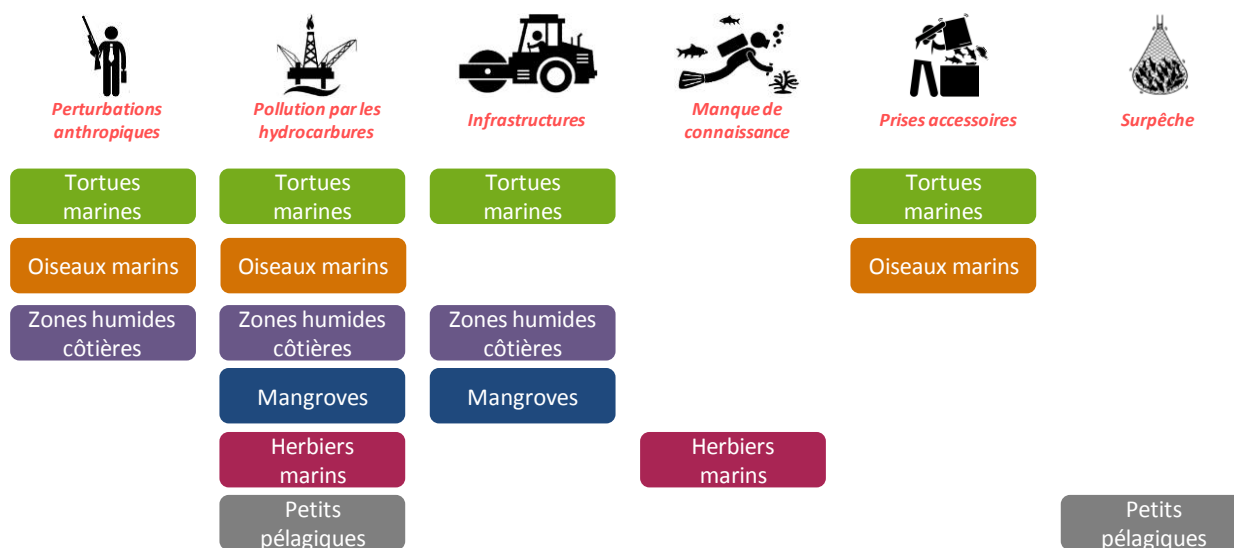 Perturbations
anthropiques
Pollution par les
hydrocarbures
Infrastructures
Manque de
connaissance
Prises accessoires
Surpêche
Tortues
marines
Tortues
marines
Tortues
marines
Tortues
marines
Oiseaux marins
Oiseaux marins
Oiseaux marins
Zones humides
côtières
Zones humides
côtières
Zones humides
côtières
Mangroves
Mangroves
Herbiers
marins
Herbiers
marins
Petits
pélagiques
Petits
pélagiques